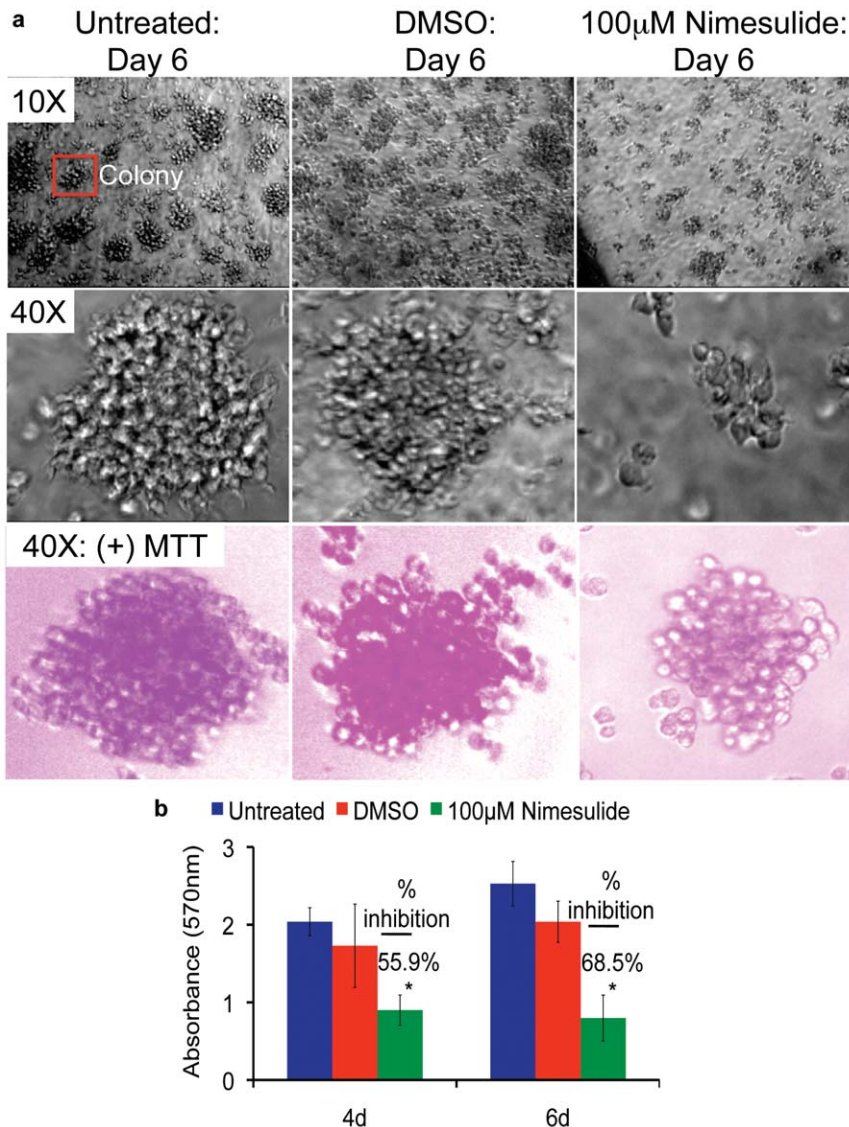 a
Untreated:
Day 6
DMSO:
Day 6
100μM Nimesulide:
Day 6
10X
Colony
40X
40X: (+) MTT
b
Untreated DMSO 100μM Nimesulide
Absorbance (570nm)
3
2
1
0
%
inhibition
55.9%
*
%
inhibition
68.5%
*
4d
6d